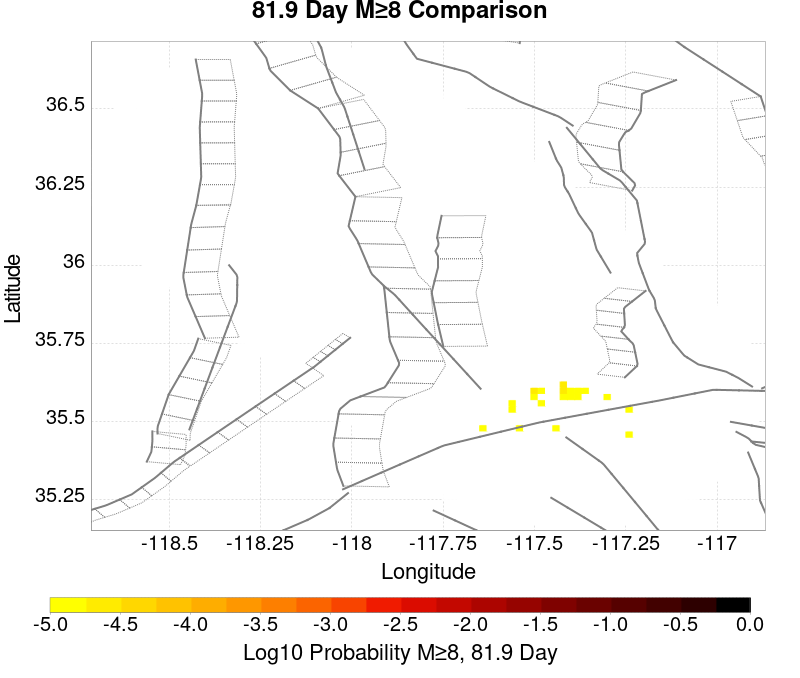 81.9 Day M≥8 Comparison
36.5
36.25
36
35.75
35.5
35.25
Latitude
-118.5 -118.25 -118 -117.75 -117.5 -117.25 -117
Longitude
-5.0 -4.5 -4.0 -3.5 -3.0 -2.5 -2.0 -1.5 -1.0 -0.5 0.0
Log10 Probability M≥8, 81.9 Day